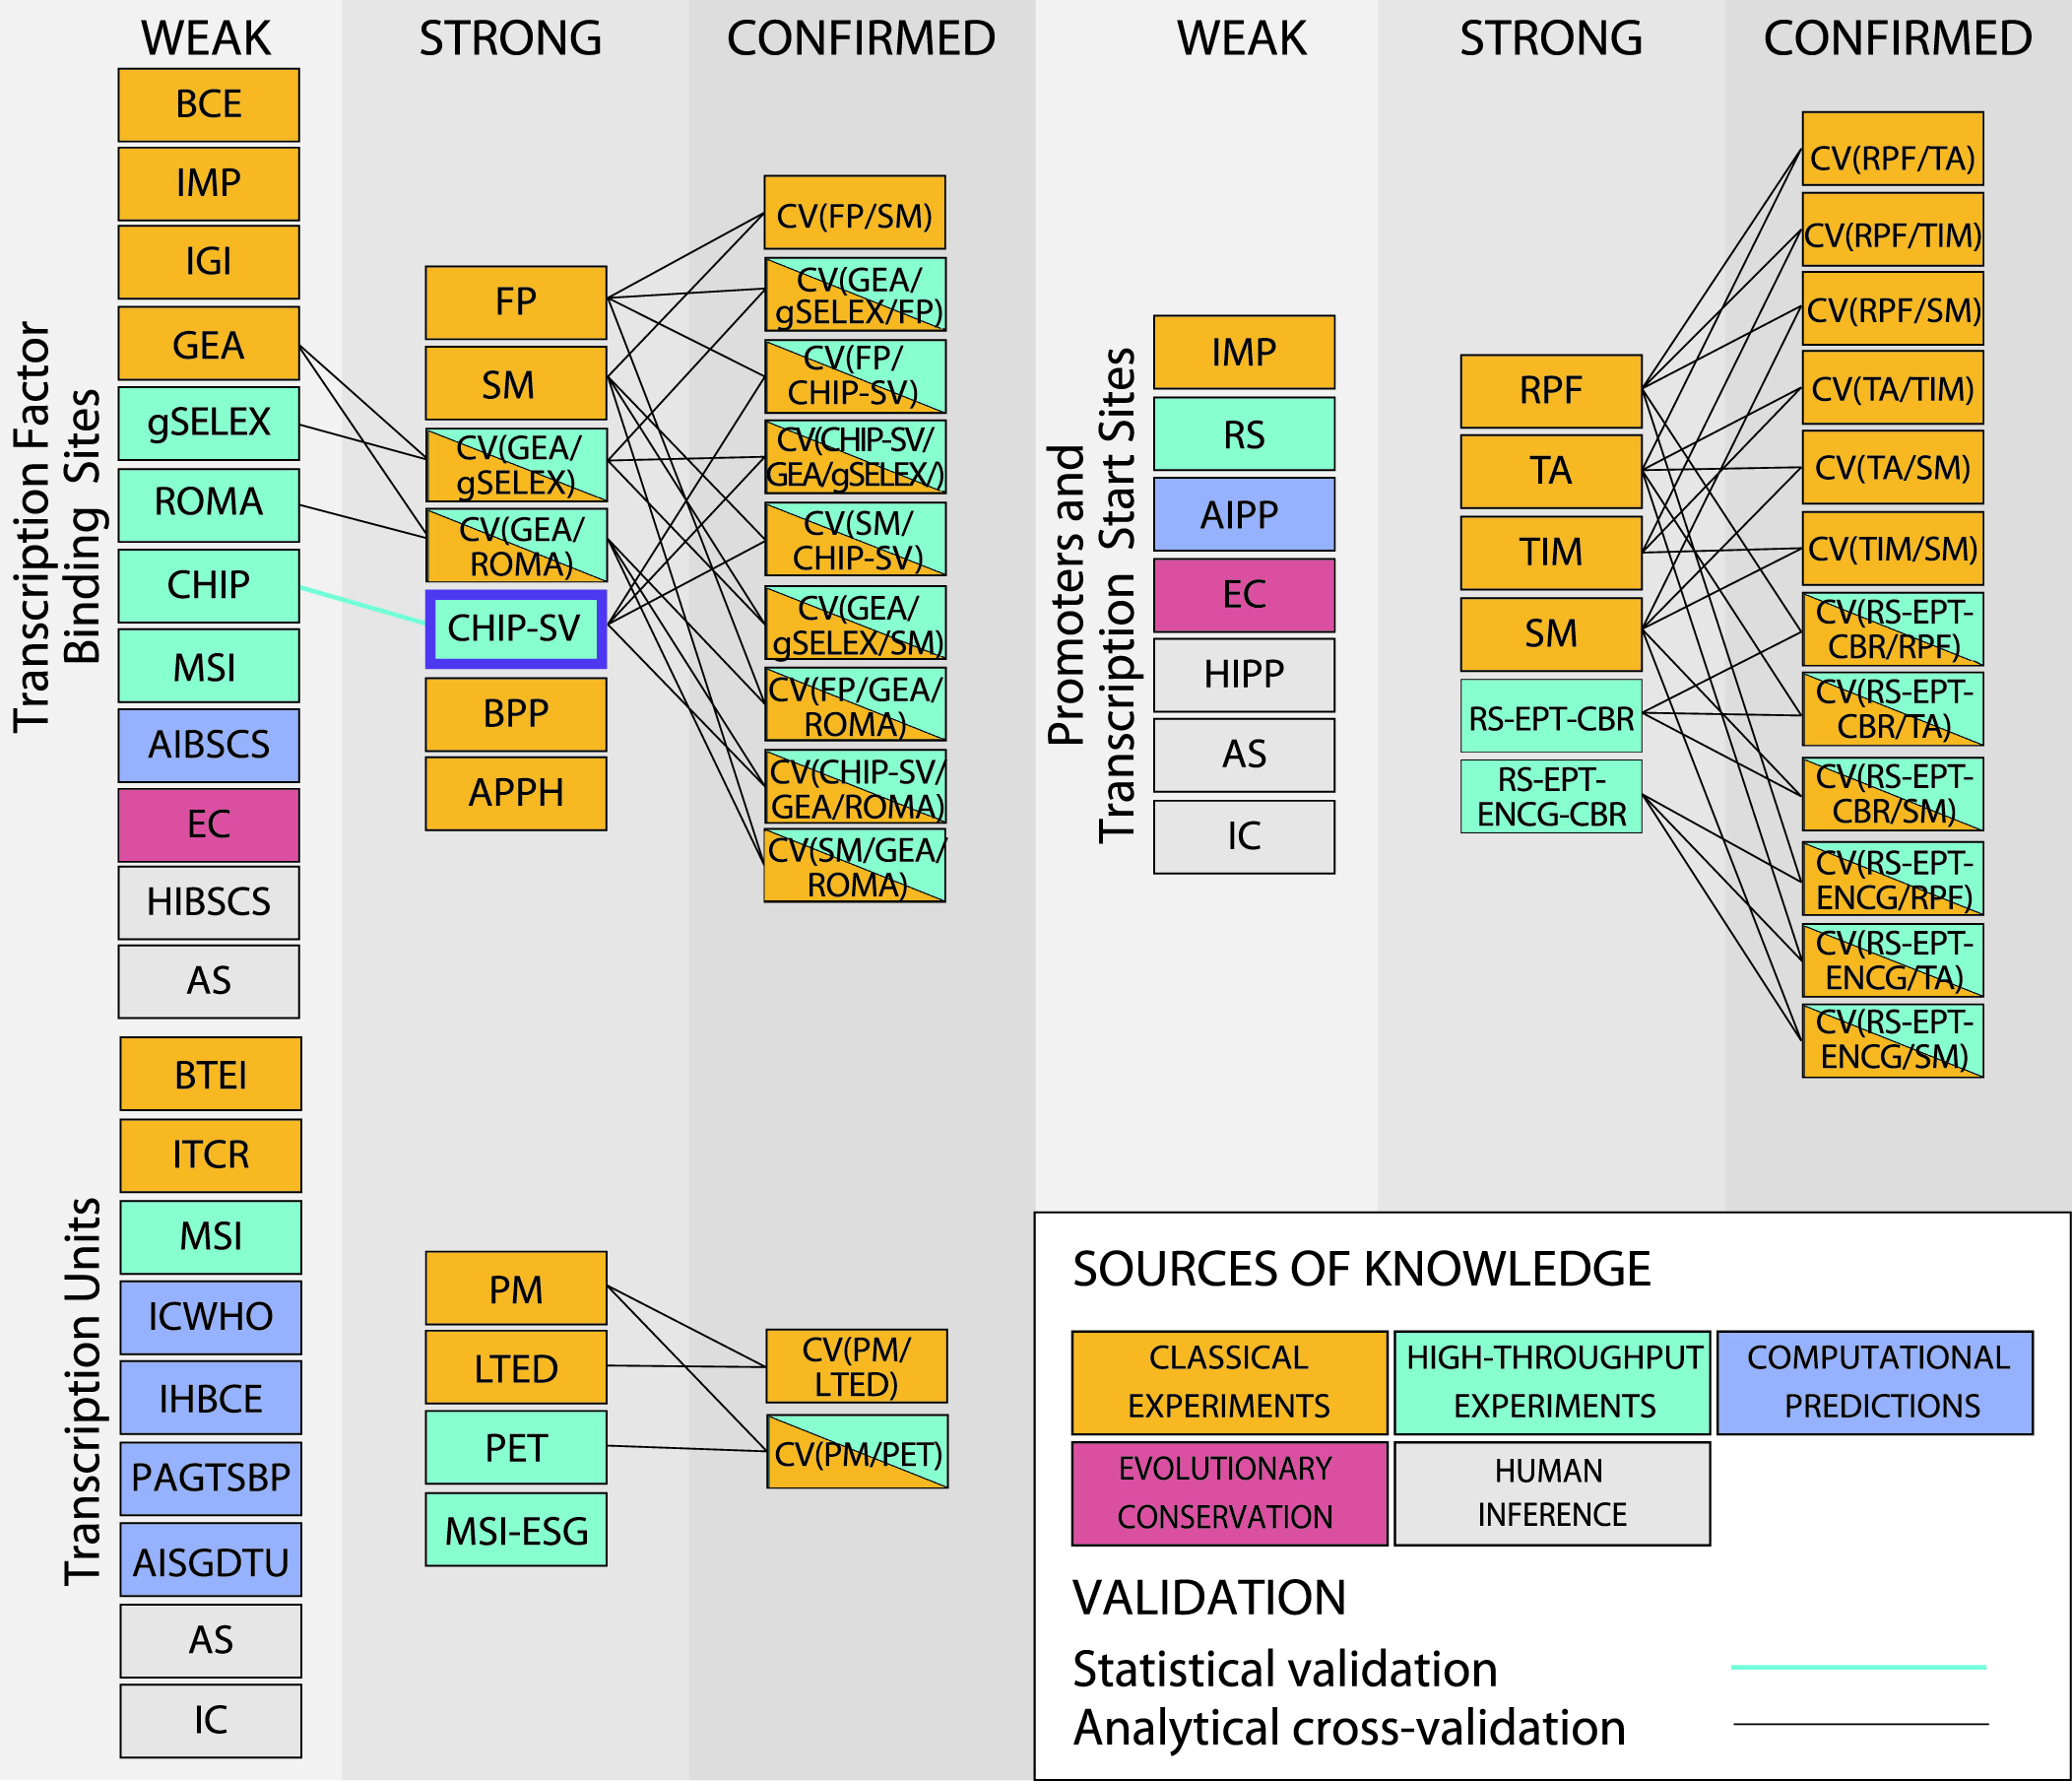 WEAK
STRONG
CONFIRMED
WEAK
STRONG
CONFIRMED
Transcription Factor
Binding Sites
BCE
IMP
IGI
GEA
gSELEX
ROMA
CHIP
MSI
AIBSCS
EC
HIBSCS
AS
FP
SM
CV(GEA/
gSELEX)
CV(GEA/
ROMA)
CHIP-SV
BPP
APPH
CV(FP/SM)
CV(GEA/
gSELEX/FP)
CV(FP/
CHIP-SV)
CV(CHIP-SV/
GEA/gSELEX/)
CV(SM/
CHIP-SV)
CV(GEA/
gSELEX/SM)
CV(FP/GEA/
ROMA)
CV(CHIP-SV/
GEA/ROMA)
CV(SM/GEA/
ROMA)
Transcription Units
BTEI
ITCR
MSI
ICWHO
IHBCE
PAGTSBP
AISGDTU
AS
IC
PM
LTED
PET
MSI-ESG
CV(PM/
LTED)
CV(PM/PET)
Promoters and
Transcription Start Sites
IMP
RS
AIPP
EC
HIPP
AS
IC
RPF
TA
TIM
SM
RS-EPT-CBR
RS-EPT-
ENCG-CBR
CV(RPF/TA)
CV(RPF/TIM)
CV(RPF/SM)
CV(TA/TIM)
CV(TA/SM)
CV(TIM/SM)
CV(RS-EPT-
CBR/RPF)
CV(RS-EPT-
CBR/TA)
CV(RS-EPT-
CBR/SM)
CV(RS-EPT-
ENCG/RPF)
CV(RS-EPT-
ENCG/TA)
CV(RS-EPT-
ENCG/SM)
SOURCES OF KNOWLEDGE
CLASSICAL
EXPERIMENTS
HIGH-THROUGHPUT
EXPERIMENTS
COMPUTATIONAL
PREDICTIONS
EVOLUTIONARY
CONSERVATION
HUMAN
INFERENCE
VALIDATION
Statistical validation
Analytical cross-validation